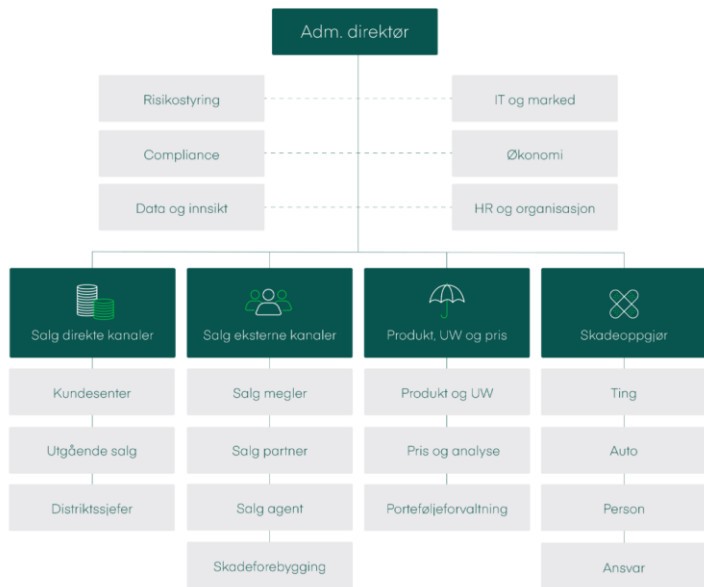 Adm. direktør
Risikostyring
IT og marked
Compliance
Økonomi
Data og innsikt
HR og organisasjon
Salg direkte kanaler
Salg eksterne kanaler
Produkt, UW og pris
Skadeoppgjør
Kundesenter
Salg megler
Produkt og UW
Ting
Utgående salg
Salg partner
Pris og analyse
Auto
Distriktssjefer
Salg agent
Porteføljeforvaltning
Person
Skadeforebygging
Ansvar